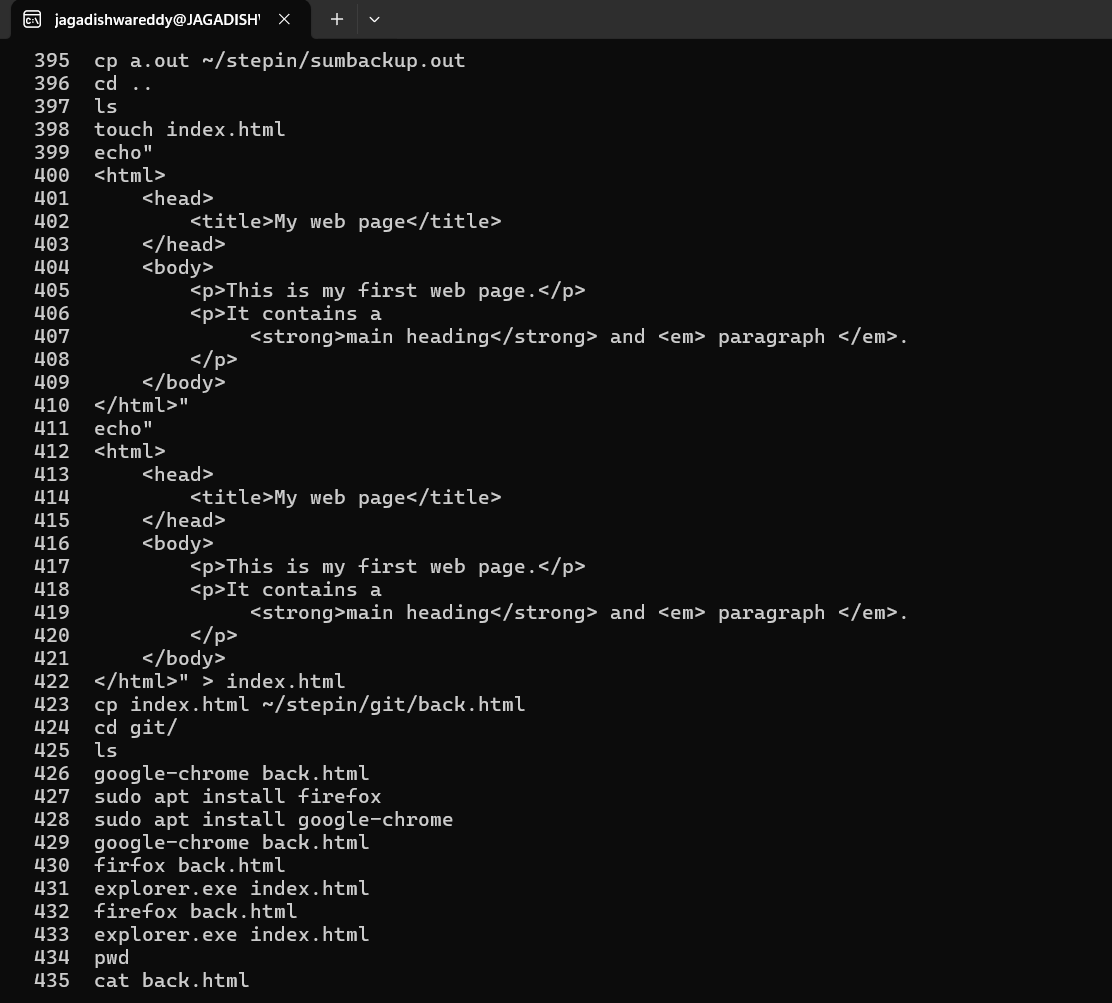 jagadishwareddy@JAGADISH
395 cp a.out ~/stepin/sumbackup.out
396 cd ..
397 ls
398 touch index.html
399 echo"
400 <html>
401     <head>
402         <title>My web page</title>
403     </head>
404     <body>
405         <p>This is my first web page.</p>
406         <p>It contains a
407              <strong>main heading</strong> and <em> paragraph </em>.
408         </p>
409     </body>
410 </html>"
411 echo"
412 <html>
413     <head>
414         <title>My web page</title>
415     </head>
416     <body>
417         <p>This is my first web page.</p>
418         <p>It contains a
419              <strong>main heading</strong> and <em> paragraph </em>.
420         </p>
421     </body>
422 </html>" > index.html
423 cp index.html ~/stepin/git/back.html
424 cd git/
425 ls
426 google-chrome back.html
427 sudo apt install firefox
428 sudo apt install google-chrome
429 google-chrome back.html
430 firfox back.html
431 explorer.exe index.html
432 firefox back.html
433 explorer.exe index.html
434 pwd
435 cat back.html